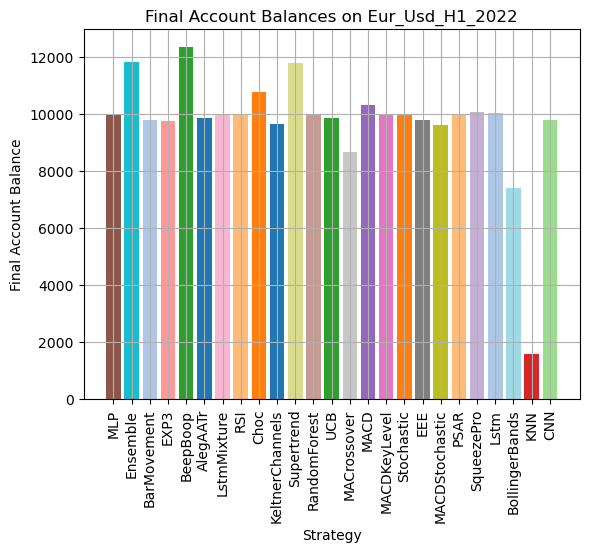 Final Account Balances on Eur_Usd_H1_2022
Final Account Balance
12000
10000
8000
6000
4000
2000
0
MLP
Ensemble
BarMovement
EXP3
BeepBoop
AlegAATr
LstmMixture
RSI
Choc
KeltnerChannels
Supertrend
RandomForest
UCB
MACrossover
MACD
MACDKeyLevel
Stochastic
EEE
MACDStochastic
PSAR
SqueezePro
Lstm
BollingerBands
KNN
CNN
Strategy